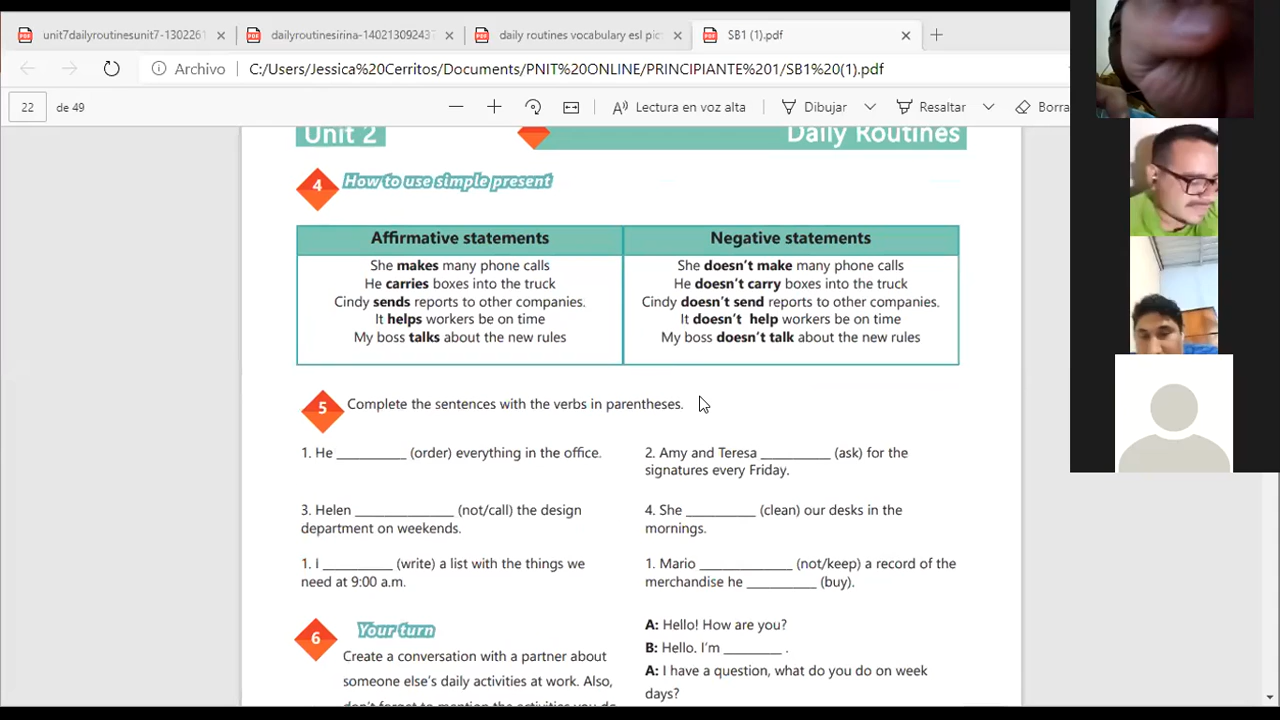 unit7dailyroutinesunit7-1302261
dailyroutinesirina-140213092437
daily routines vocabulary esl pict
SB1 (1).pdf
Archivo
C:/Users/Jessica%20Cerritos/Documents/PNIT%20ONLINE/PRINCIPIANTE%201/SB1%20(1).pdf
22 de 49
Lectura en voz alta
Dibujar
Resaltar
Borra
Unit 2
Daily Routines
4 How to use simple present
Affirmative statements
She makes many phone calls
He carries boxes into the truck
Cindy sends reports to other companies.
It helps workers be on time
My boss talks about the new rules
Negative statements
She doesn't make many phone calls
He doesn't carry boxes into the truck
Cindy doesn't send reports to other companies.
It doesn't help workers be on time
My boss doesn't talk about the new rules
5 Complete the sentences with the verbs in parentheses.
1. He __________ (order) everything in the office.
2. Amy and Teresa __________ (ask) for the
signatures every Friday.
3. Helen ______________ (not/call) the design
department on weekends.
4. She __________ (clean) our desks in the
mornings.
1. I __________ (write) a list with the things we
need at 9:00 a.m.
1. Mario _____________ (not/keep) a record of the
merchandise he __________ (buy).
6 Your turn
Create a conversation with a partner about
someone else's daily activities at work. Also,
don't forget to mention the activities you do
A: Hello! How are you?
B: Hello. I'm ________ .
A: I have a question, what do you do on week
days?